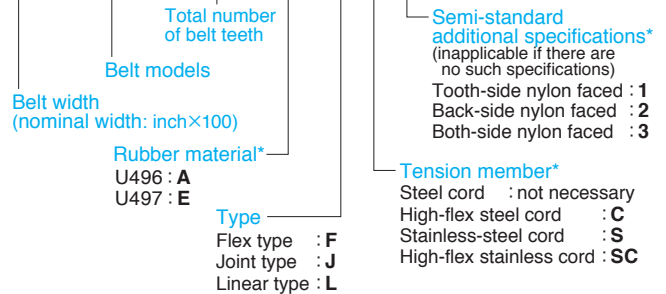 Total number
of belt teeth
Belt models
Belt width
(nominal width: inch×100)
Rubber material*
U496 : A
U497 : E
Type
Flex type : F
Joint type : J
Linear type : L
Semi-standard
additional specifications*
(inapplicable if there are
no such specifications)
Tooth-side nylon faced : 1
Back-side nylon faced : 2
Both-side nylon faced : 3
Tension member*
Steel cord : not necessary
High-flex steel cord : C
Stainless-steel cord : S
High-flex stainless cord : SC